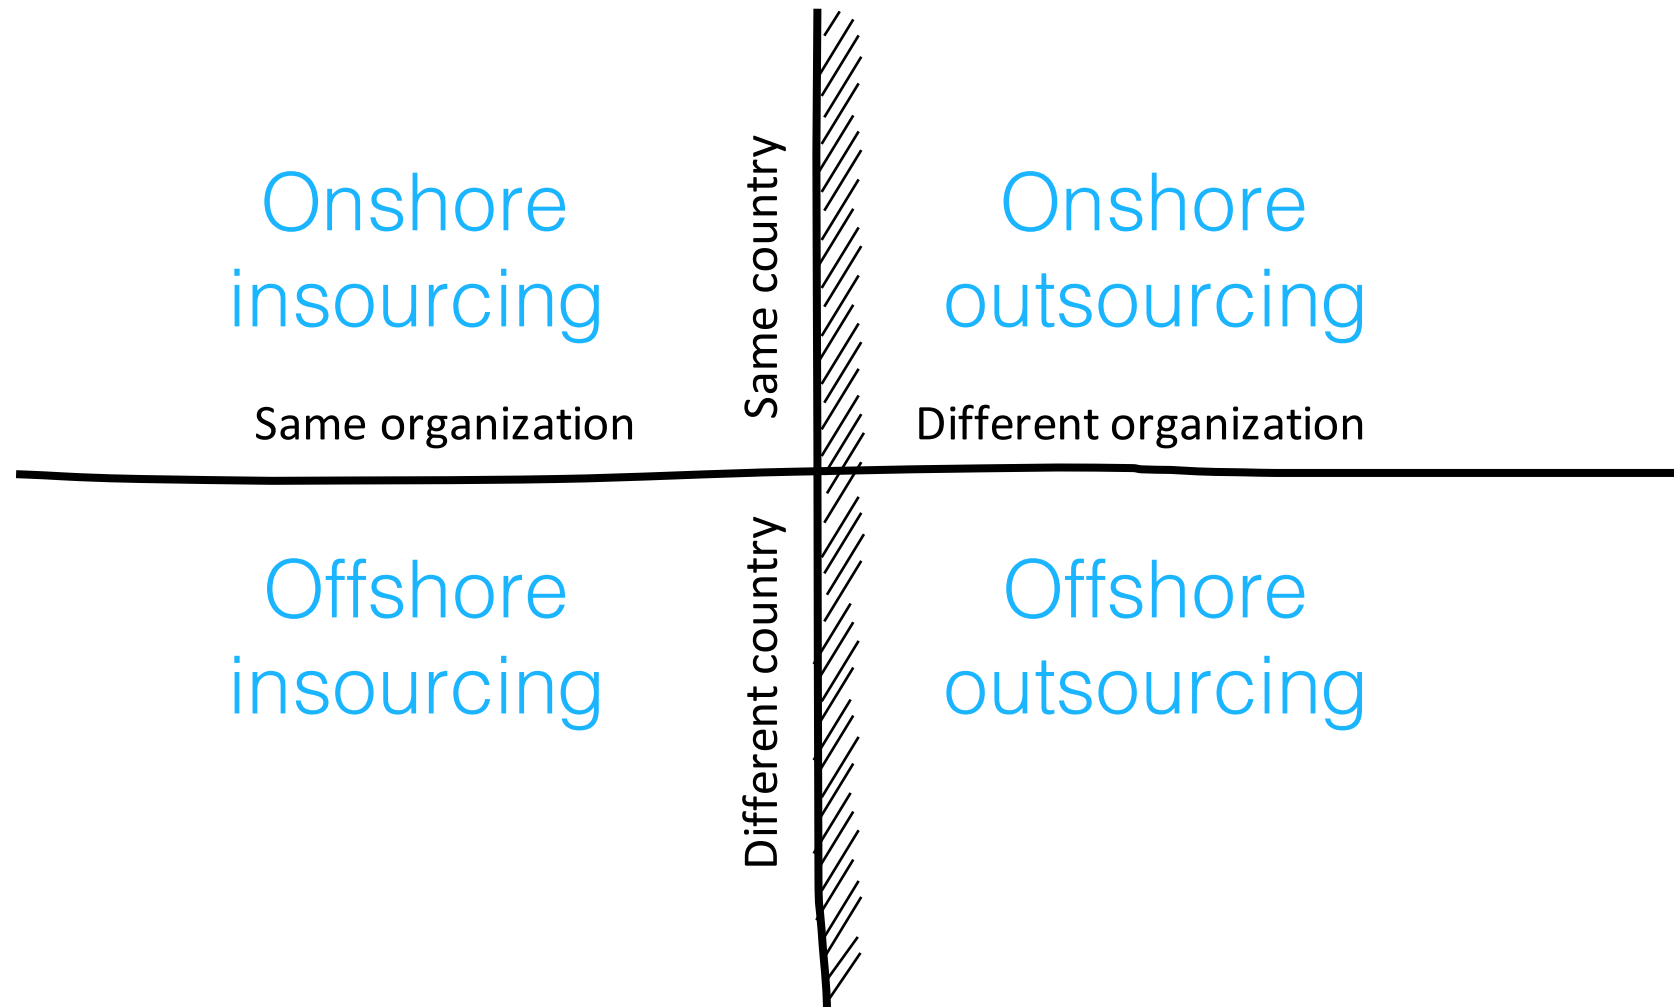 Onshore
insourcing
Same country
Onshore
outsourcing
Same organization
Different organization
Offshore
insourcing
Different country
Offshore
outsourcing